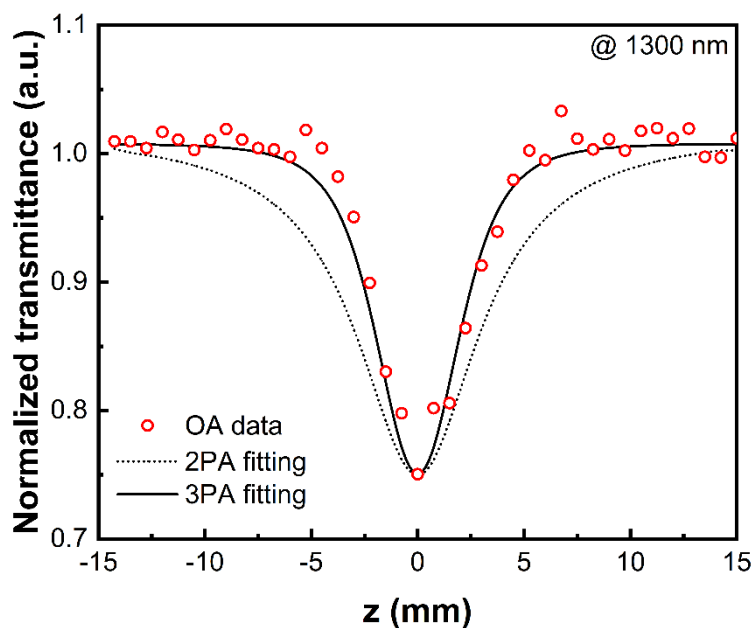 @ 1300 nm
Normalized transmittance (a.u.)
1.1
1.0
0.9
0.8
0.7
OA data
2PA fitting
3PA fitting
-15 -10 -5 0 5 10 15
z (mm)